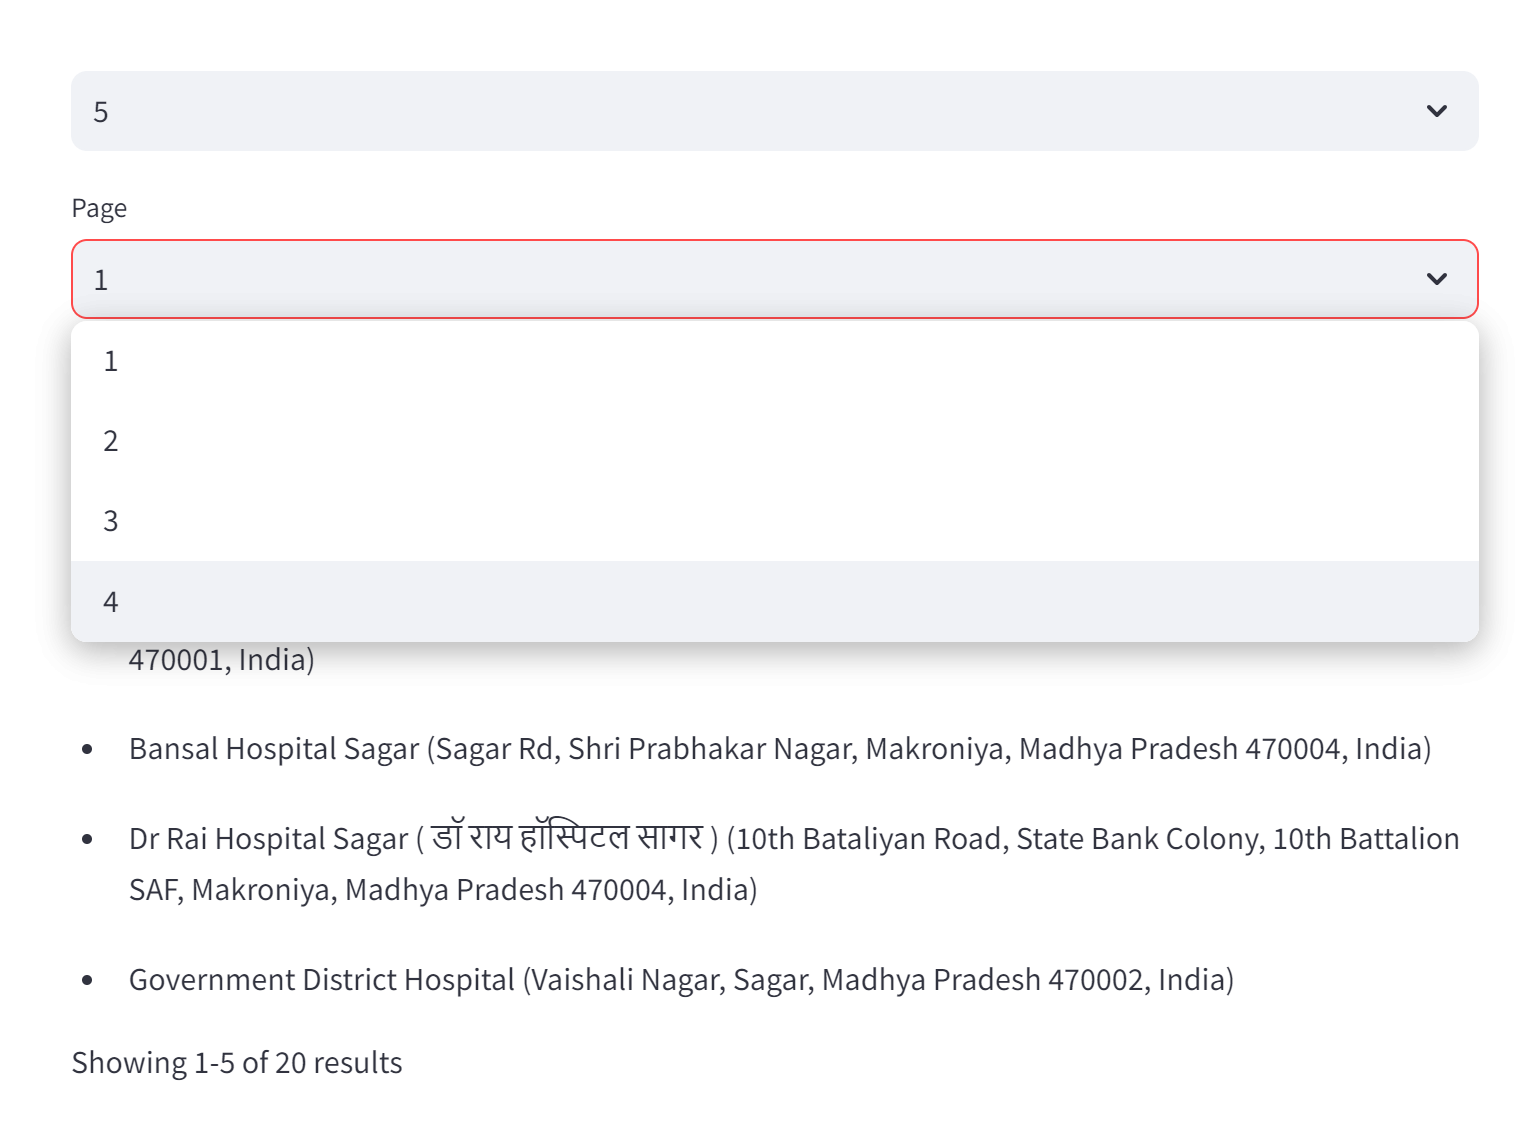 5
Page
1
1
2
3
4
470001, India)
• Bansal Hospital Sagar (Sagar Rd, Shri Prabhakar Nagar, Makroniya, Madhya Pradesh 470004, India)
• Dr Rai Hospital Sagar ( डॉ राय हॉस्पिटल सागर ) (10th Bataliyan Road, State Bank Colony, 10th Battalion
SAF, Makroniya, Madhya Pradesh 470004, India)
• Government District Hospital (Vaishali Nagar, Sagar, Madhya Pradesh 470002, India)
Showing 1-5 of 20 results